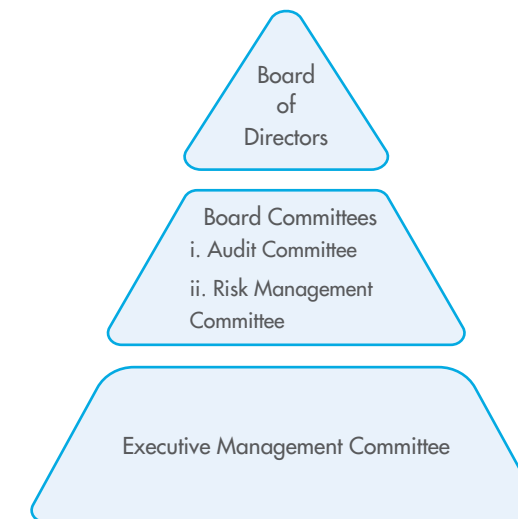 Board
of
Directors
Board Committees
i. Audit Committee
ii. Risk Management
Committee
Executive Management Committee